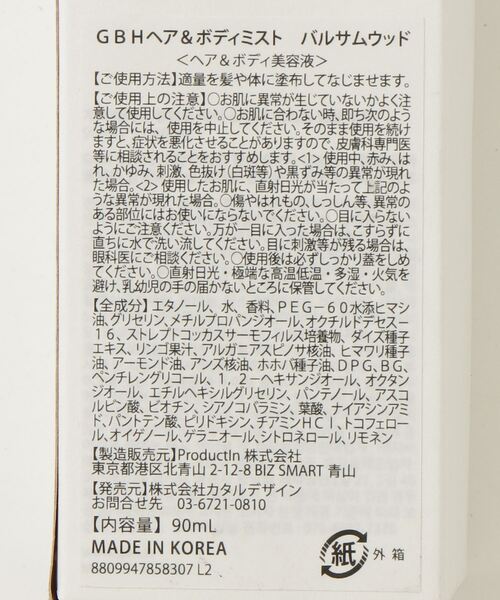 GBHヘア&ボディミスト　バルサムウッド
＜ヘア&ボディ美容液＞
【ご使用方法】適量を髪や体に塗布してなじませます。
【ご使用上の注意】○お肌に異常が生じていないかよく注
意して使用してください。○お肌に合わない時、即ち次のよう
な場合には、使用を中止してください。そのまま使用を続け
ますと、症状を悪化させることがありますので、皮膚科専門医
等に相談されることをおすすめします。<1> 使用中、赤み、は
れ、かゆみ、刺激、色抜け(白斑等)や黒ずみ等の異常が現れ
た場合。<2> 使用したお肌に、直射日光が当たって上記のよ
うな異常が現れた場合。○傷やはれもの、しっしん等、異常の
ある部位にはお使いにならないでください。○目に入らない
ようにご注意ください。万が一目に入った場合は、こすらずに
直ちに水で洗い流してください。目に刺激等が残る場合は、
眼科医にご相談ください。○使用後は必ずしっかり蓋をしめ
てください。○直射日光・極端な高温低温・多湿・火気を
避け、乳幼児の手の届かないところに保管してください。
【全成分】エタノール、水、香料、PEG－60水添ヒマシ
油、グリセリン、メチルプロパンジオール、オクチルドデセス－
16、ストレプトコッカスサーモフィルス培養物、ダイズ種子
エキス、リンゴ果汁、アルガニアスピノサ核油、ヒマワリ種子
油、アーモンド油、アンズ核油、ホホバ種子油、DPG、BG、
ペンチレングリコール、1，2－ヘキサンジオール、オクタン
ジオール、エチルヘキシルグリセリン、パンテノール、アスコ
ルビン酸、ビオチン、シアノコバラミン、葉酸、ナイアシンアミ
ド、パントテン酸、ピリドキシン、チアミンHCl、トコフェロー
ル、オイゲノール、ゲラニオール、シトロネロール、リモネン
【製造販売元】ProductIn 株式会社
東京都港区北青山 2-12-8 BIZ SMART 青山
【発売元】株式会社カタルデザイン
お問合せ先　03-6721-0810
【内容量】90mL
MADE IN KOREA
8809947858307 L2
紙 外箱